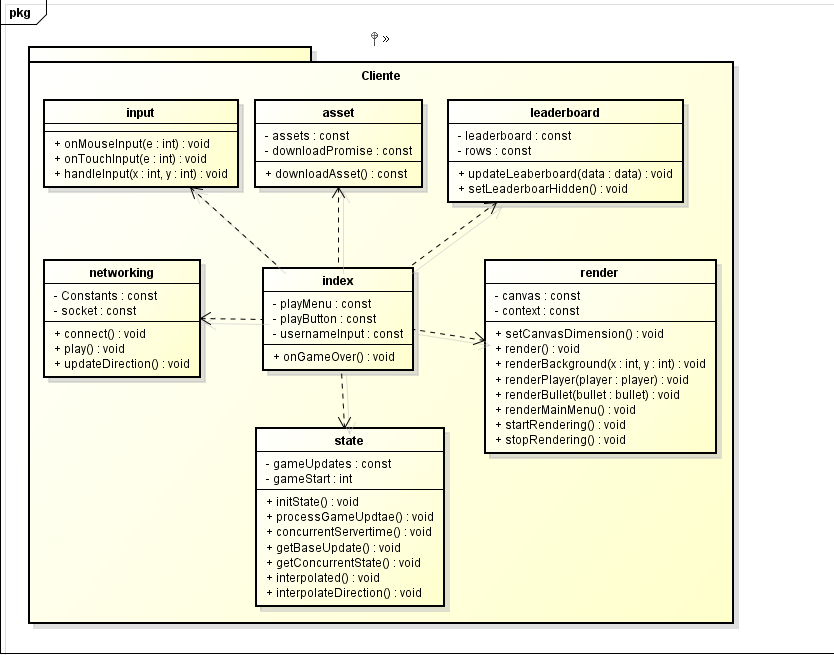 pkg
»
Cliente
input
+ onMouseInput(e : int) : void
+ onTouchInput(e : int) : void
+ handleInput(x : int, y : int) : void
asset
- assets : const
- downloadPromise : const
+ downloadAsset() : const
leaderboard
- leaderboard : const
- rows : const
+ updateLeaberboard(data : data) : void
+ setLeaderboarHidden() : void
networking
- Constants : const
- socket : const
+ connect() : void
+ play() : void
+ updateDirection() : void
index
- playMenu : const
- playButton : const
- usernameInput : const
+ onGameOver() : void
render
- canvas : const
- context : const
+ setCanvasDimension() : void
+ render() : void
+ renderBackground(x : int, y : int) : void
+ renderPlayer(player : player) : void
+ renderBullet(bullet : bullet) : void
+ renderMainMenu() : void
+ startRendering() : void
+ stopRendering() : void
state
- gameUpdates : const
- gameStart : int
+ initState() : void
+ processGameUpdtae() : void
+ concurrentServertime() : void
+ getBaseUpdate() : void
+ getConcurrentState() : void
+ interpolated() : void
+ interpolateDirection() : void